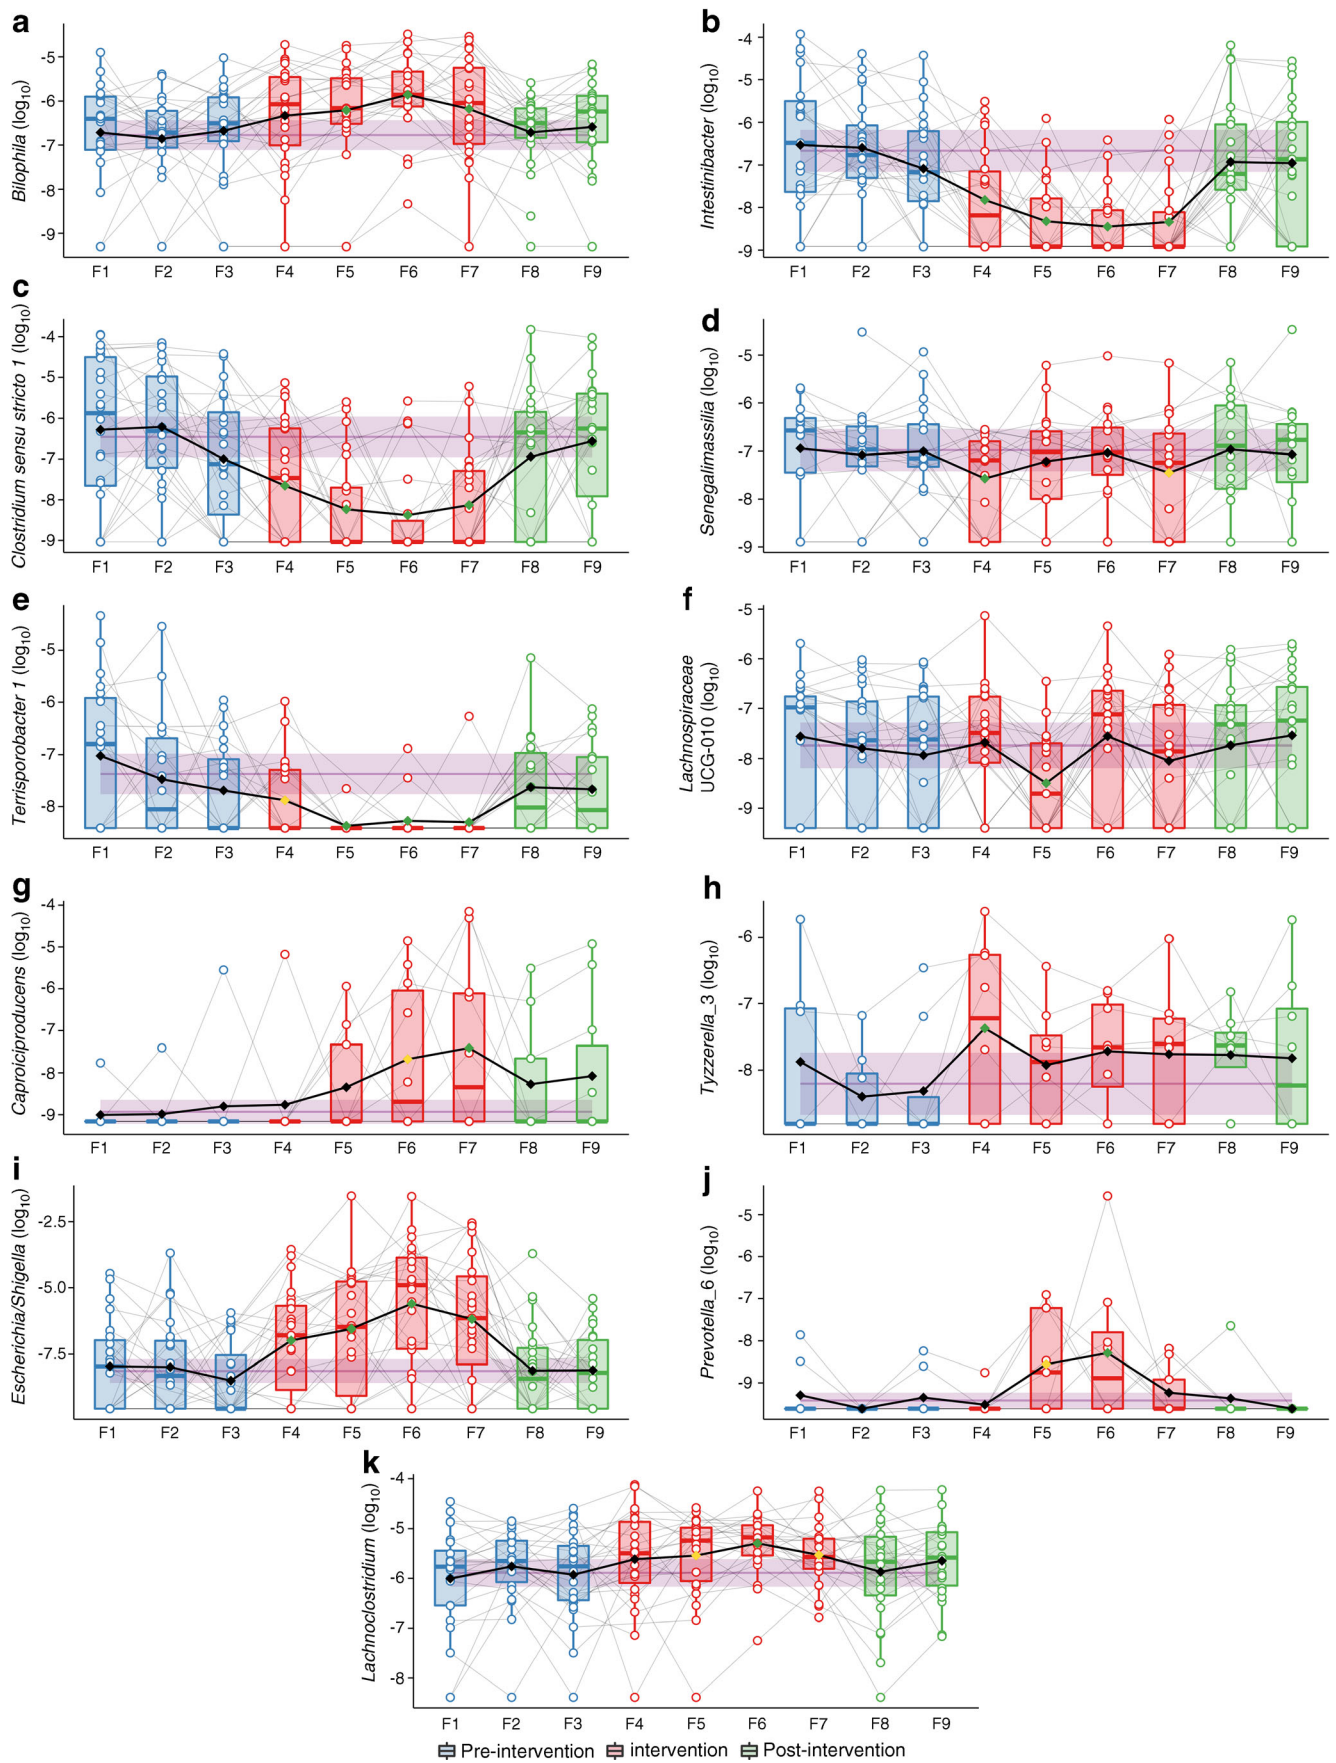 a
Bilophila (log10)
-5
-6
-7
-8
-9
F1 F2 F3 F4 F5 F6 F7 F8 F9
b
Intestinibacter (log10)
-4
-5
-6
-7
-8
-9
F1 F2 F3 F4 F5 F6 F7 F8 F9
c
Clostridium sensu stricto 1 (log10)
-4
-5
-6
-7
-8
-9
F1 F2 F3 F4 F5 F6 F7 F8 F9
d
Senegalimassilia (log10)
-5
-6
-7
-8
-9
F1 F2 F3 F4 F5 F6 F7 F8 F9
e
Terrisporobacter 1 (log10)
-5
-6
-7
-8
F1 F2 F3 F4 F5 F6 F7 F8 F9
f
Lachnospiraceae
UCG-010 (log10)
-5
-6
-7
-8
-9
F1 F2 F3 F4 F5 F6 F7 F8 F9
g
Caproiciproducens (log10)
-4
-5
-6
-7
-8
-9
F1 F2 F3 F4 F5 F6 F7 F8 F9
h
Tyzzerella_3 (log10)
-6
-7
-8
F1 F2 F3 F4 F5 F6 F7 F8 F9
i
Escherichia/Shigella (log10)
-2.5
-5.0
-7.5
F1 F2 F3 F4 F5 F6 F7 F8 F9
j
Prevotella_6 (log10)
-5
-6
-7
-8
-9
F1 F2 F3 F4 F5 F6 F7 F8 F9
k
Lachnoclostridium (log10)
-4
-5
-6
-7
-8
F1 F2 F3 F4 F5 F6 F7 F8 F9
Pre-intervention intervention Post-intervention